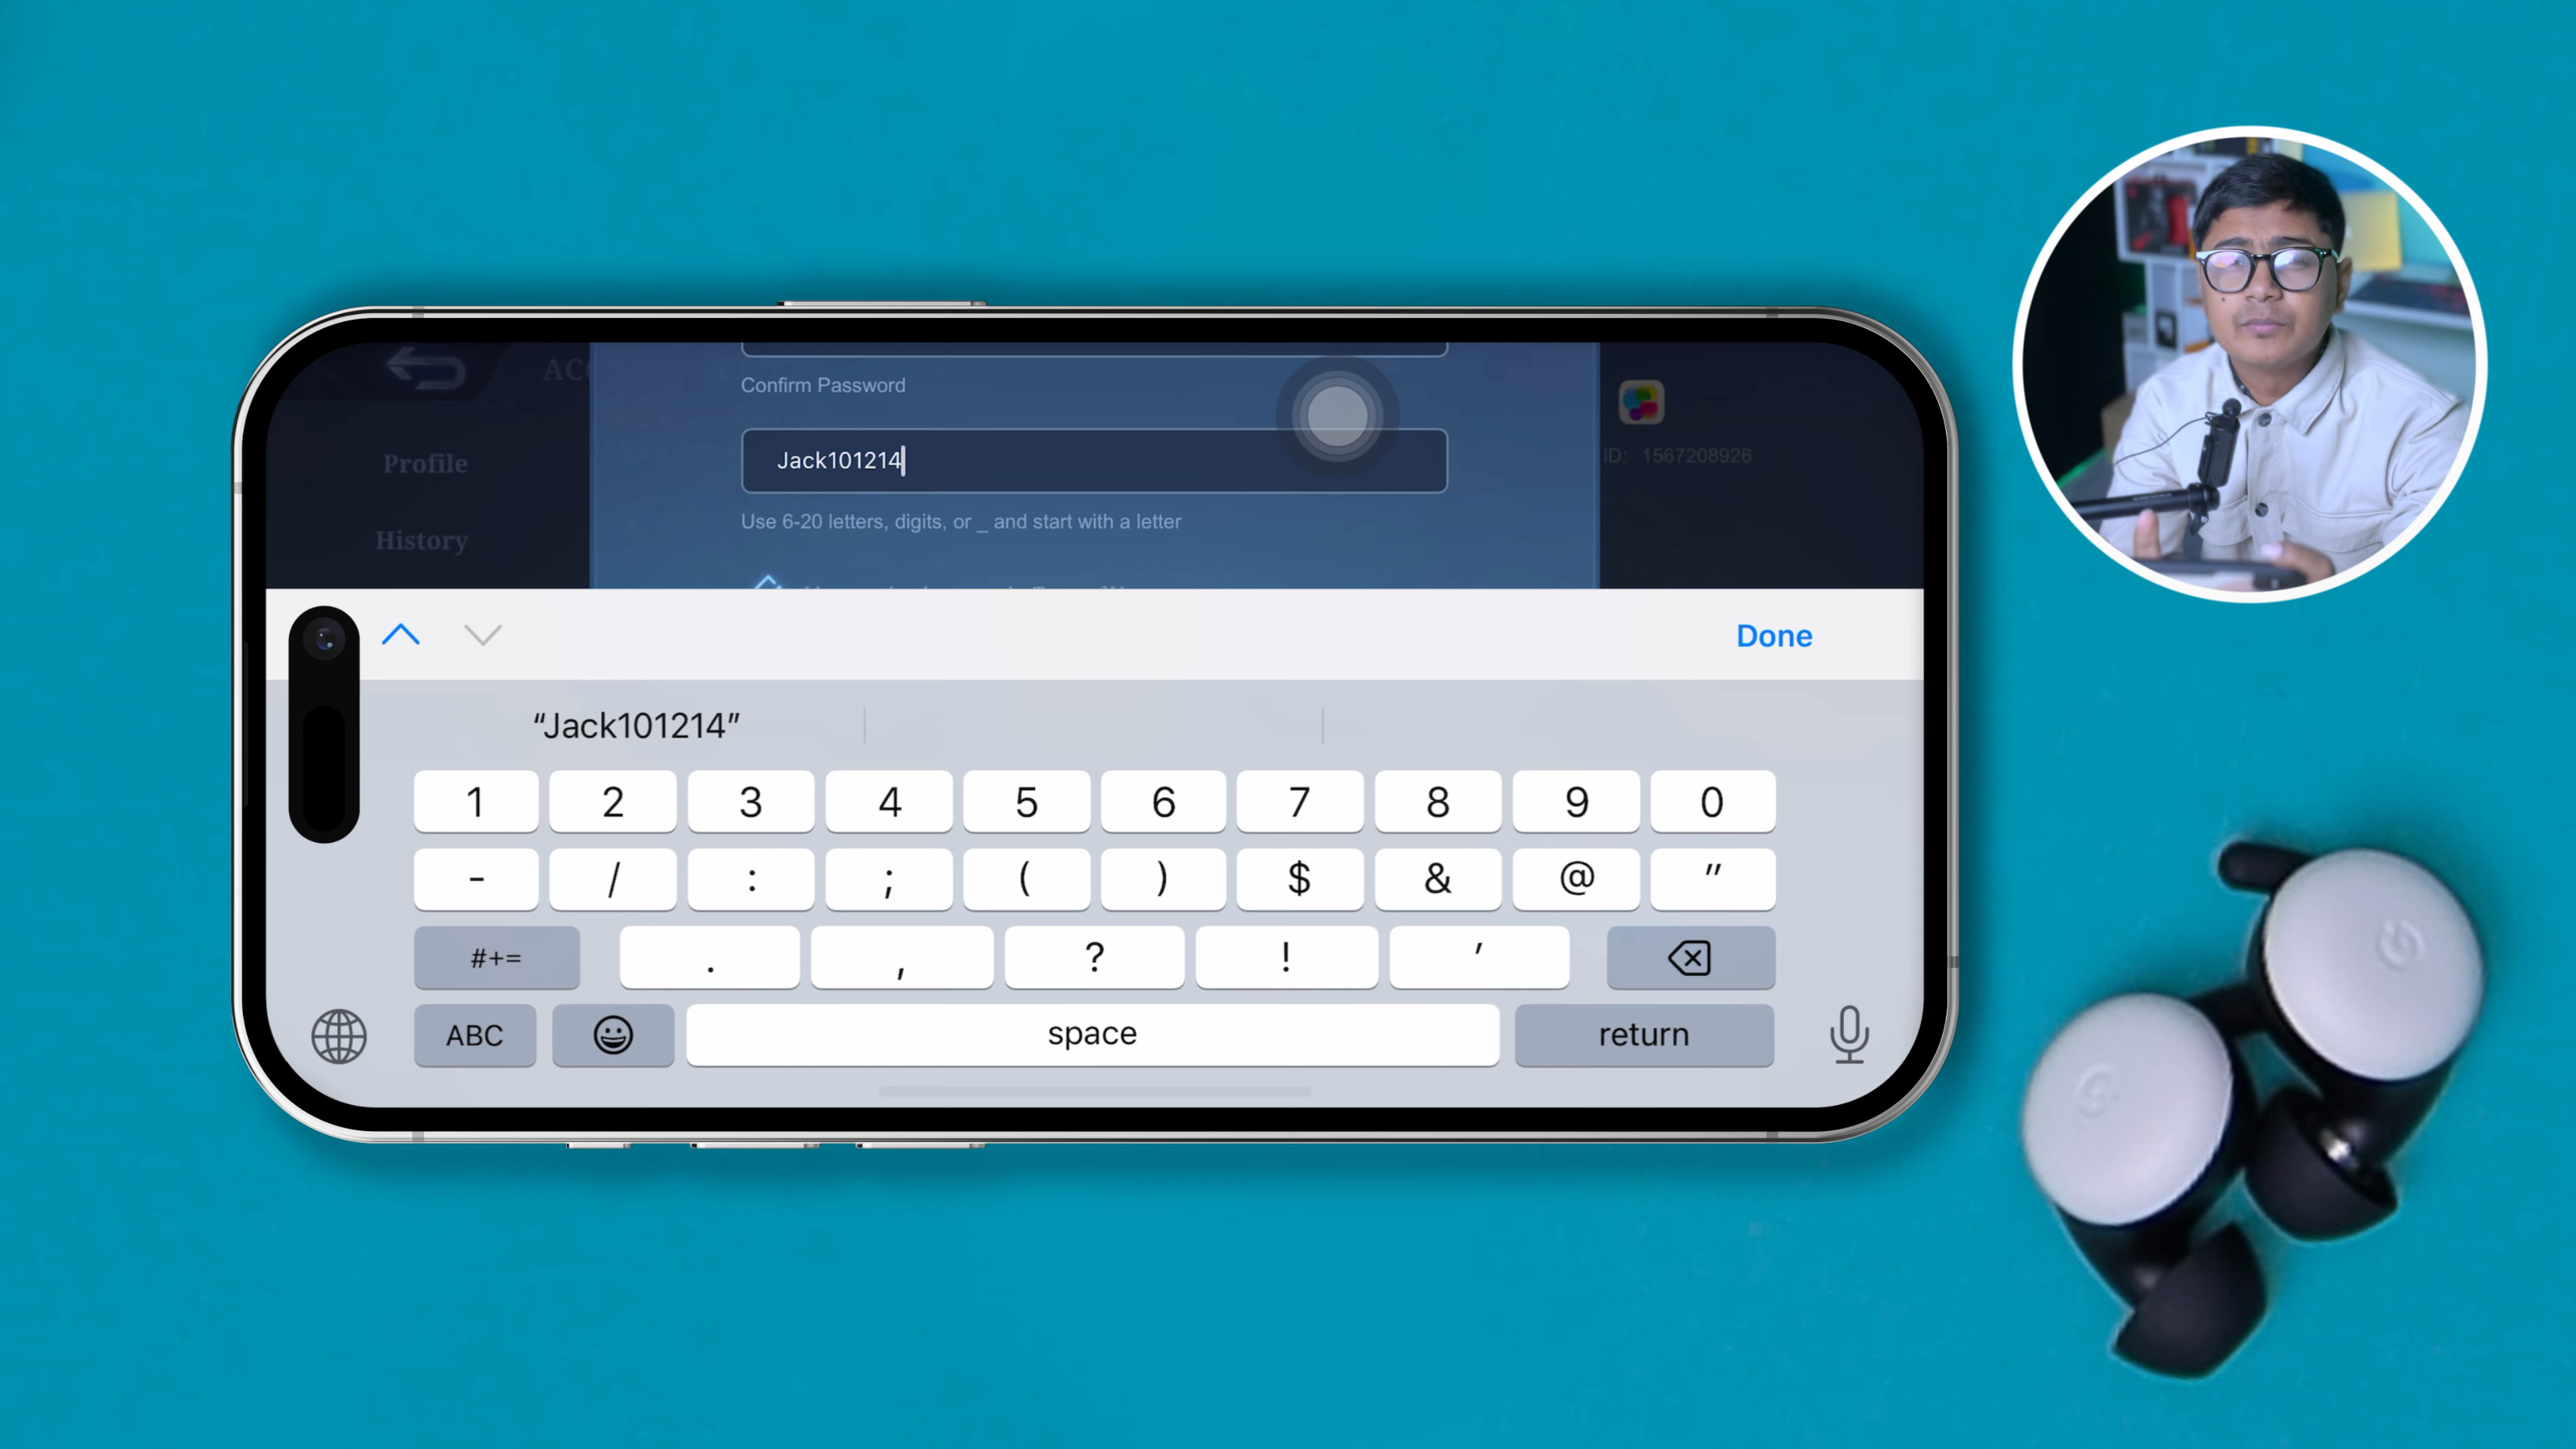 Confirm Password
Profile
Jack101214
ID: 1567208926
Use 6-20 letters, digits, or _ and start with a letter
History
Done
“Jack101214”
1 2 3 4 5 6 7 8 9 0
- / : ; ( ) $ & @ "
#+= . , ? ! '
ABC space return